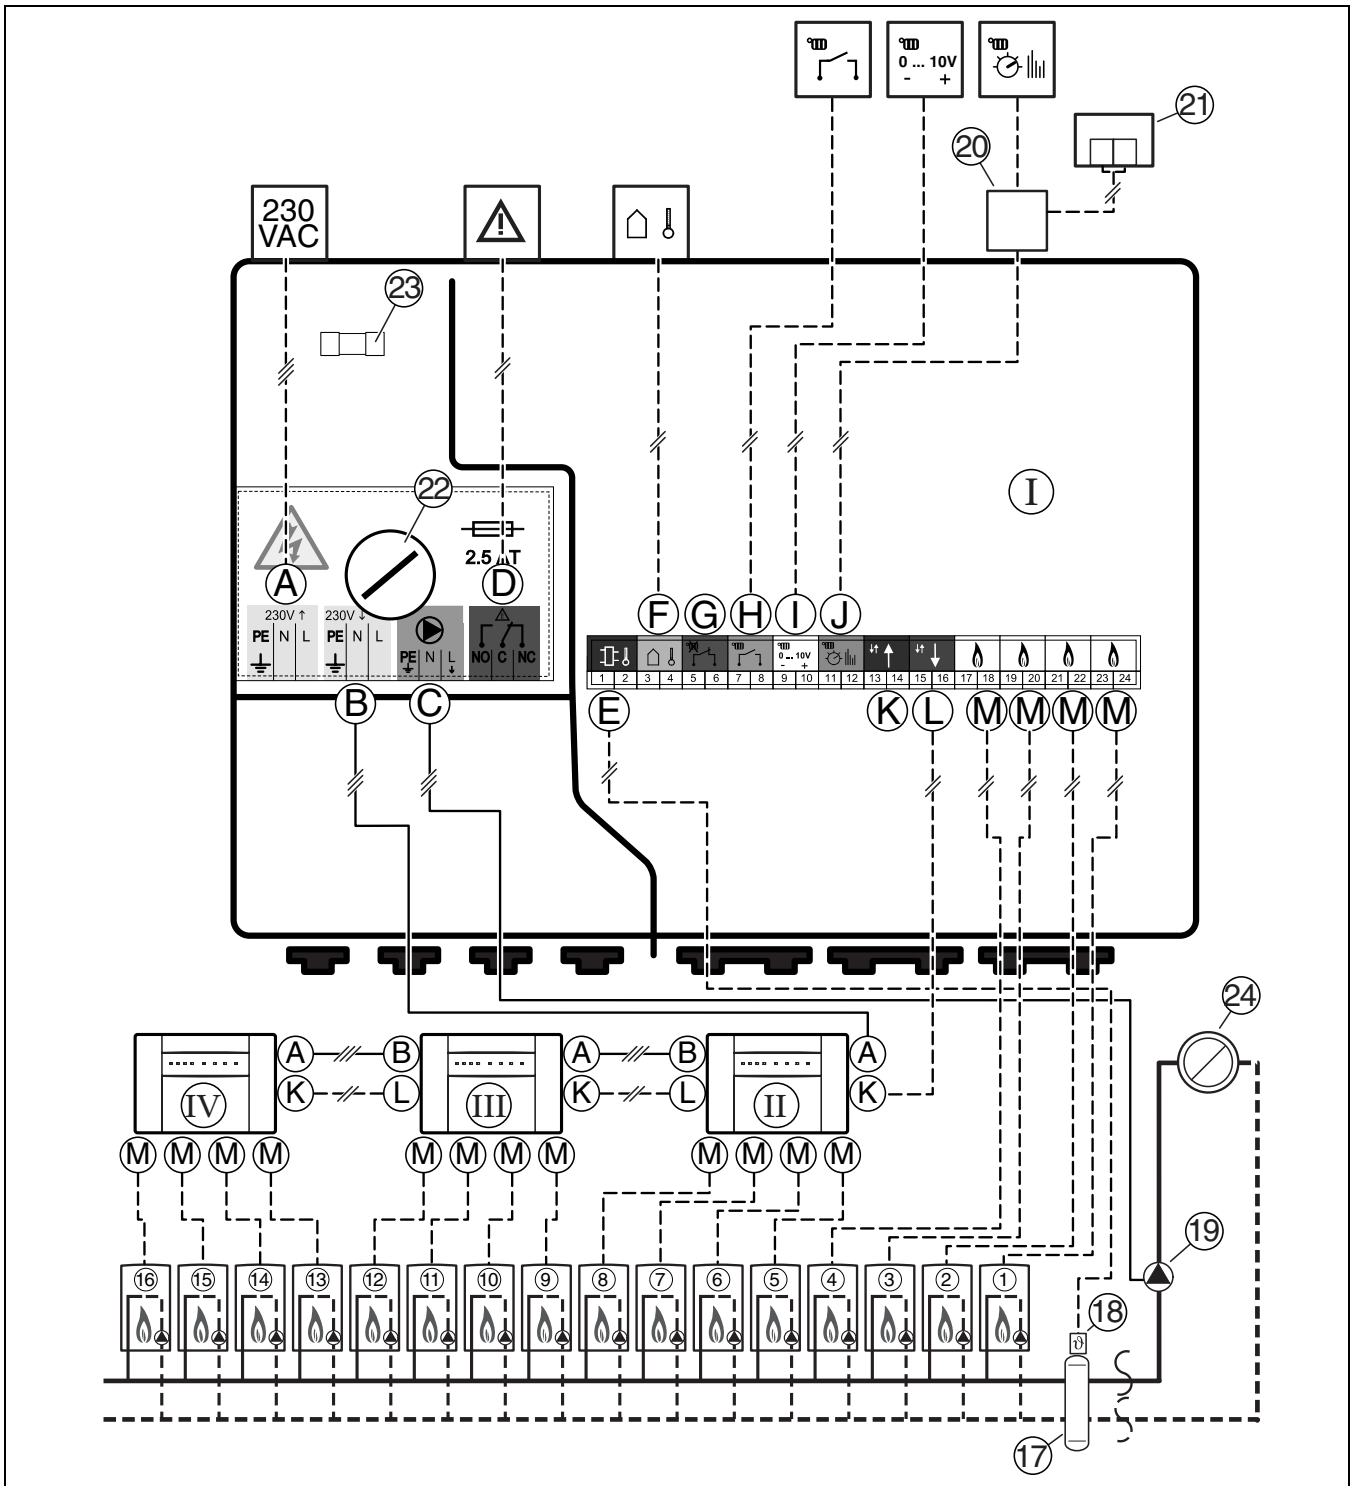 0 ... 10V
- +
21
20
230
VAC
23
I
22
2.5 AT
A
D
F
G
H
I
J
230V ↑
230V ↓
PE N L
PE N L
PE N L
NO C NC
0 ... 10V
- +
1 2 3 4 5 6 7 8 9 10 11 12 13 14 15 16 17 18 19 20 21 22 23 24
B
C
E
K
L
M
M
M
M
24
A
B
A
B
A
K
L
K
L
K
IV
III
II
M
M
M
M
M
M
M
M
M
M
M
M
19
16
15
14
13
12
11
10
9
8
7
6
5
4
3
2
1
18
ϑ
17